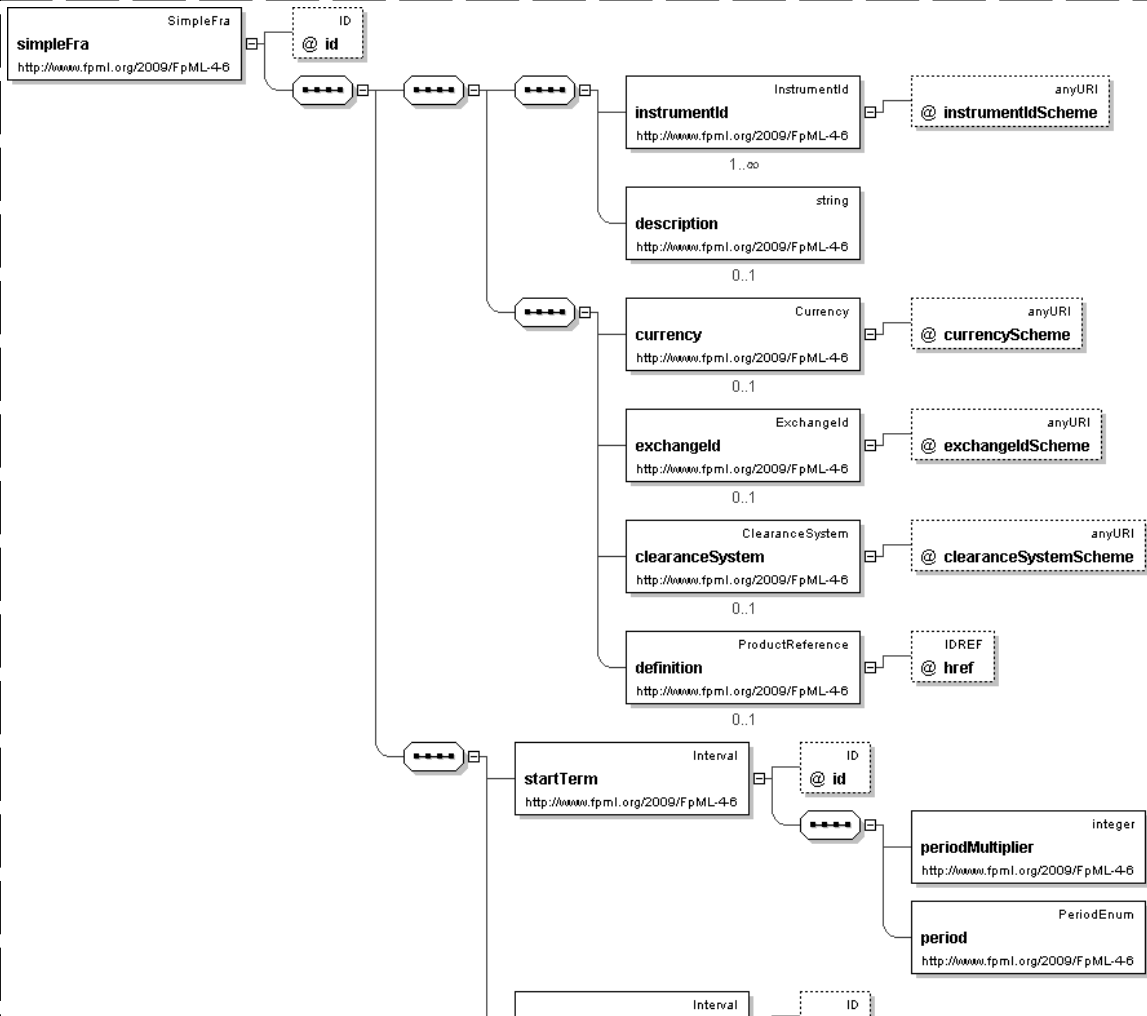 SimpleFra
simpleFra
http://www.fpml.org/2009/FpML-4-6
ID
@ id
InstrumentId
instrumentId
http://www.fpml.org/2009/FpML-4-6
1..∞
anyURI
@ instrumentIdScheme
string
description
http://www.fpml.org/2009/FpML-4-6
0..1
Currency
currency
http://www.fpml.org/2009/FpML-4-6
0..1
anyURI
@ currencyScheme
ExchangeId
exchangeId
http://www.fpml.org/2009/FpML-4-6
0..1
anyURI
@ exchangeIdScheme
ClearanceSystem
clearanceSystem
http://www.fpml.org/2009/FpML-4-6
0..1
anyURI
@ clearanceSystemScheme
ProductReference
definition
http://www.fpml.org/2009/FpML-4-6
0..1
IDREF
@ href
Interval
startTerm
http://www.fpml.org/2009/FpML-4-6
ID
@ id
integer
periodMultiplier
http://www.fpml.org/2009/FpML-4-6
PeriodEnum
period
http://www.fpml.org/2009/FpML-4-6
Interval
ID